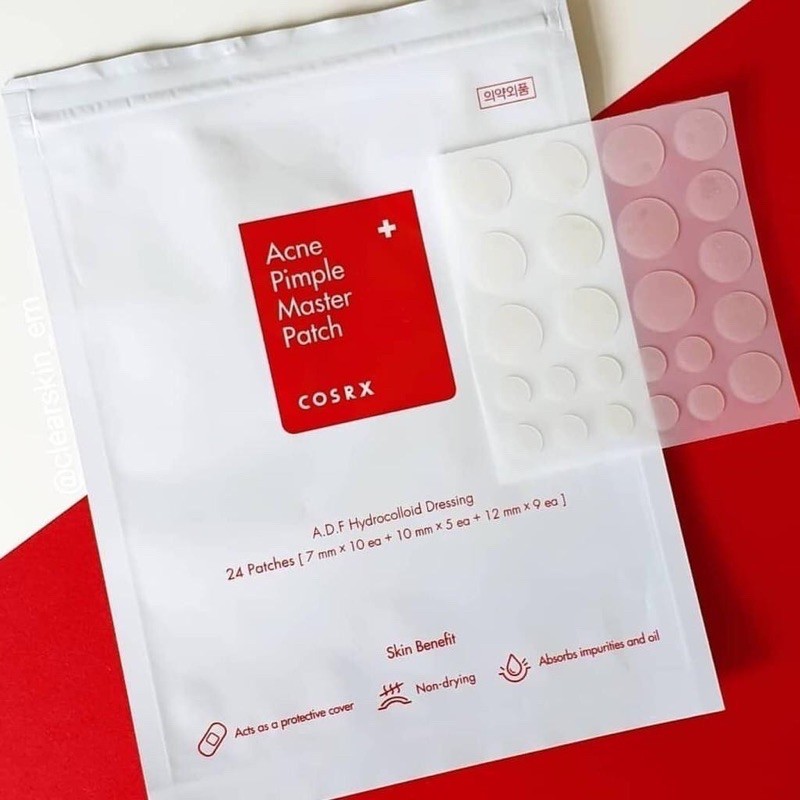 의약외품
Acne
Pimple
Master
Patch
COSRX
A.D.F Hydrocolloid Dressing
24 Patches [ 7 mm x 10 ea + 10 mm x 5 ea + 12 mm x 9 ea ]
Skin Benefit
Acts as a protective cover
Non-drying
Absorbs impurities and oil
@clearskin_em